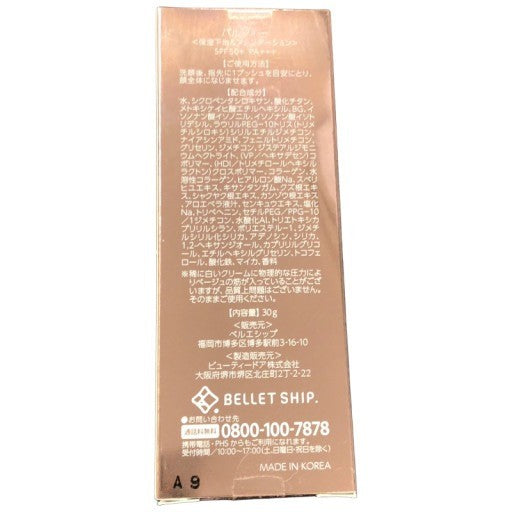 <保湿下地&ファンデーション>
SPF50+ PA+++
【ご使用方法】
洗顔後、指先に1プッシュを目安にとり、
顔全体になじませます。
【配合成分】
水、シクロペンタシロキサン、酸化チタン、
メトキシケイヒ酸エチルヘキシル、BG、イ
ソノナン酸イソノニル、イソノナン酸イソト
リデシル、ラウリルPEG-10トリス(トリメ
チルシロキシ)シリルエチルジメチコン、
ナイアシンアミド、フェニルトリメチコン、
グリセリン、ジメチコン、ジステアルジモニ
ウムヘクトライト、(VP/ヘキサデセン)コ
ポリマー、(HDI/トリメチロールヘキシル
ラクトン)クロスポリマー、コラーゲン、水
溶性コラーゲン、ヒアルロン酸Na、スベリ
ヒユエキス、キサンタンガム、クズ根エキ
ス、シャクヤク根エキス、カンゾウ根エキス、
アロエベラ液汁、センキュウエキス、塩化
Na、トリペヘニン、セチルPEG/PPG-10
/1ジメチコン、水酸化Al、トリエトキシカ
プリリルシラン、ポリエステル-1、ジメ
チルシリル化シリカ、アデノシン、シリカ、
1,2-ヘキサンジオール、カプリリルグリコ
ール、エチルヘキシルグリセリン、トコフェ
ロール、酸化鉄、マイカ、香料
※稀に白いクリームに物理的な圧力によ
りベージュの筋が入っていることがござ
いますが、品質上問題はございません。
そのままご使用ください。
【内容量】30g
<販売元>
ベルエシップ
福岡市博多区博多駅前3-16-10
<製造販売元>
ビューティードア株式会社
大阪府堺市堺区北庄町2丁2-22
BELLET SHIP.
●お問い合わせ先
通話料無料 0800-100-7878
携帯電話・PHSからもご利用になれます。
受付時間/10:00〜17:00(土、日曜日・祝日を除く)
MADE IN KOREA
A 9